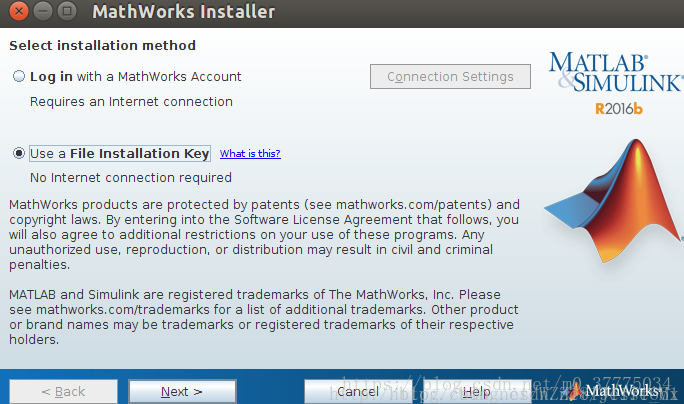 MathWorks Installer
Select installation method
Log in with a MathWorks Account
Connection Settings
Requires an Internet connection
MATLAB®
&SIMULINK®
R2016b
Use a File Installation Key What is this?
No Internet connection required
MathWorks products are protected by patents (see mathworks.com/patents) and
copyright laws. By entering into the Software License Agreement that follows, you
will also agree to additional restrictions on your use of these programs. Any
unauthorized use, reproduction, or distribution may result in civil and criminal
penalties.
MATLAB and Simulink are registered trademarks of The MathWorks, Inc. Please
see mathworks.com/trademarks for a list of additional trademarks. Other product
or brand names may be trademarks or registered trademarks of their respective
holders.
< Back
Next >
Cancel
Help
MathWorks®